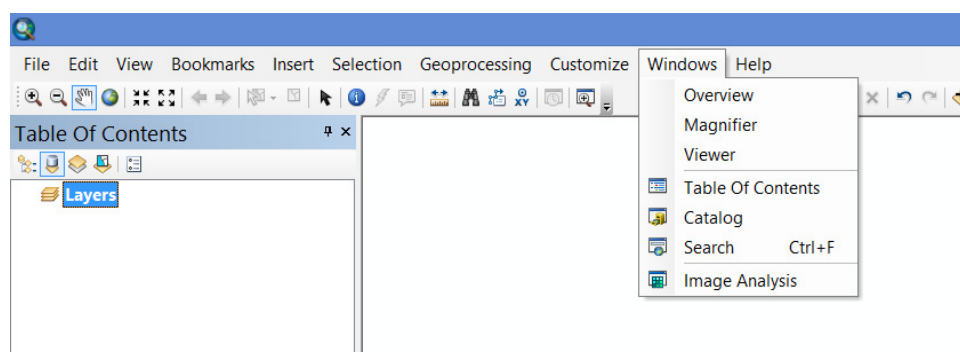 File Edit View Bookmarks Insert Selection Geoprocessing Customize Windows Help
Overview
Table Of Contents
Magnifier
Viewer
Layers
Table Of Contents
Catalog
Search Ctrl+F
Image Analysis